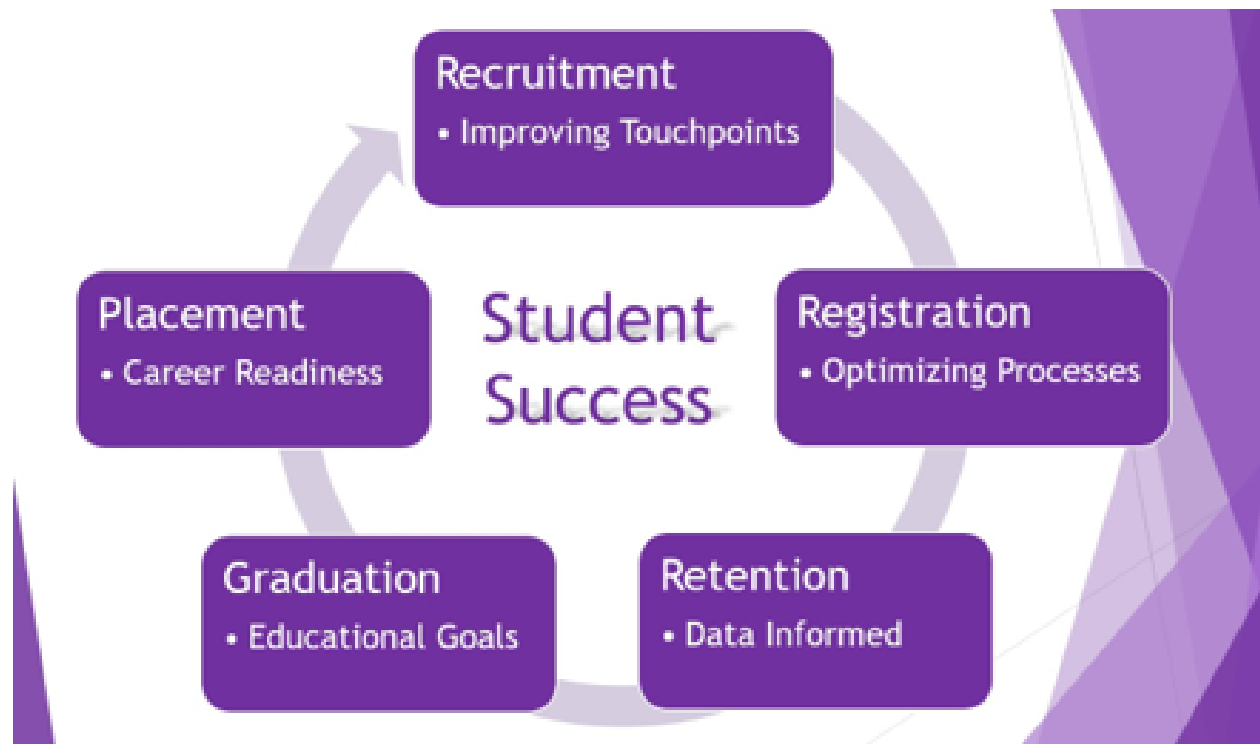 Recruitment
• Improving Touchpoints
Registration
• Optimizing Processes
Retention
• Data Informed
Graduation
• Educational Goals
Placement
• Career Readiness
Student
Success